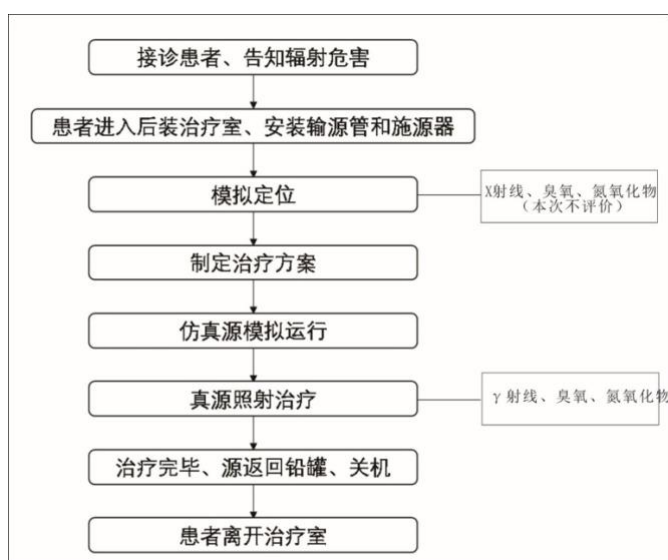 接诊患者、告知辐射危害
患者进入后装治疗室、安装输源管和施源器
模拟定位
X射线、臭氧、氮氧化物
（本次不评价）
制定治疗方案
仿真源模拟运行
真源照射治疗
γ射线、臭氧、氮氧化物
治疗完毕、源返回铅罐、关机
患者离开治疗室